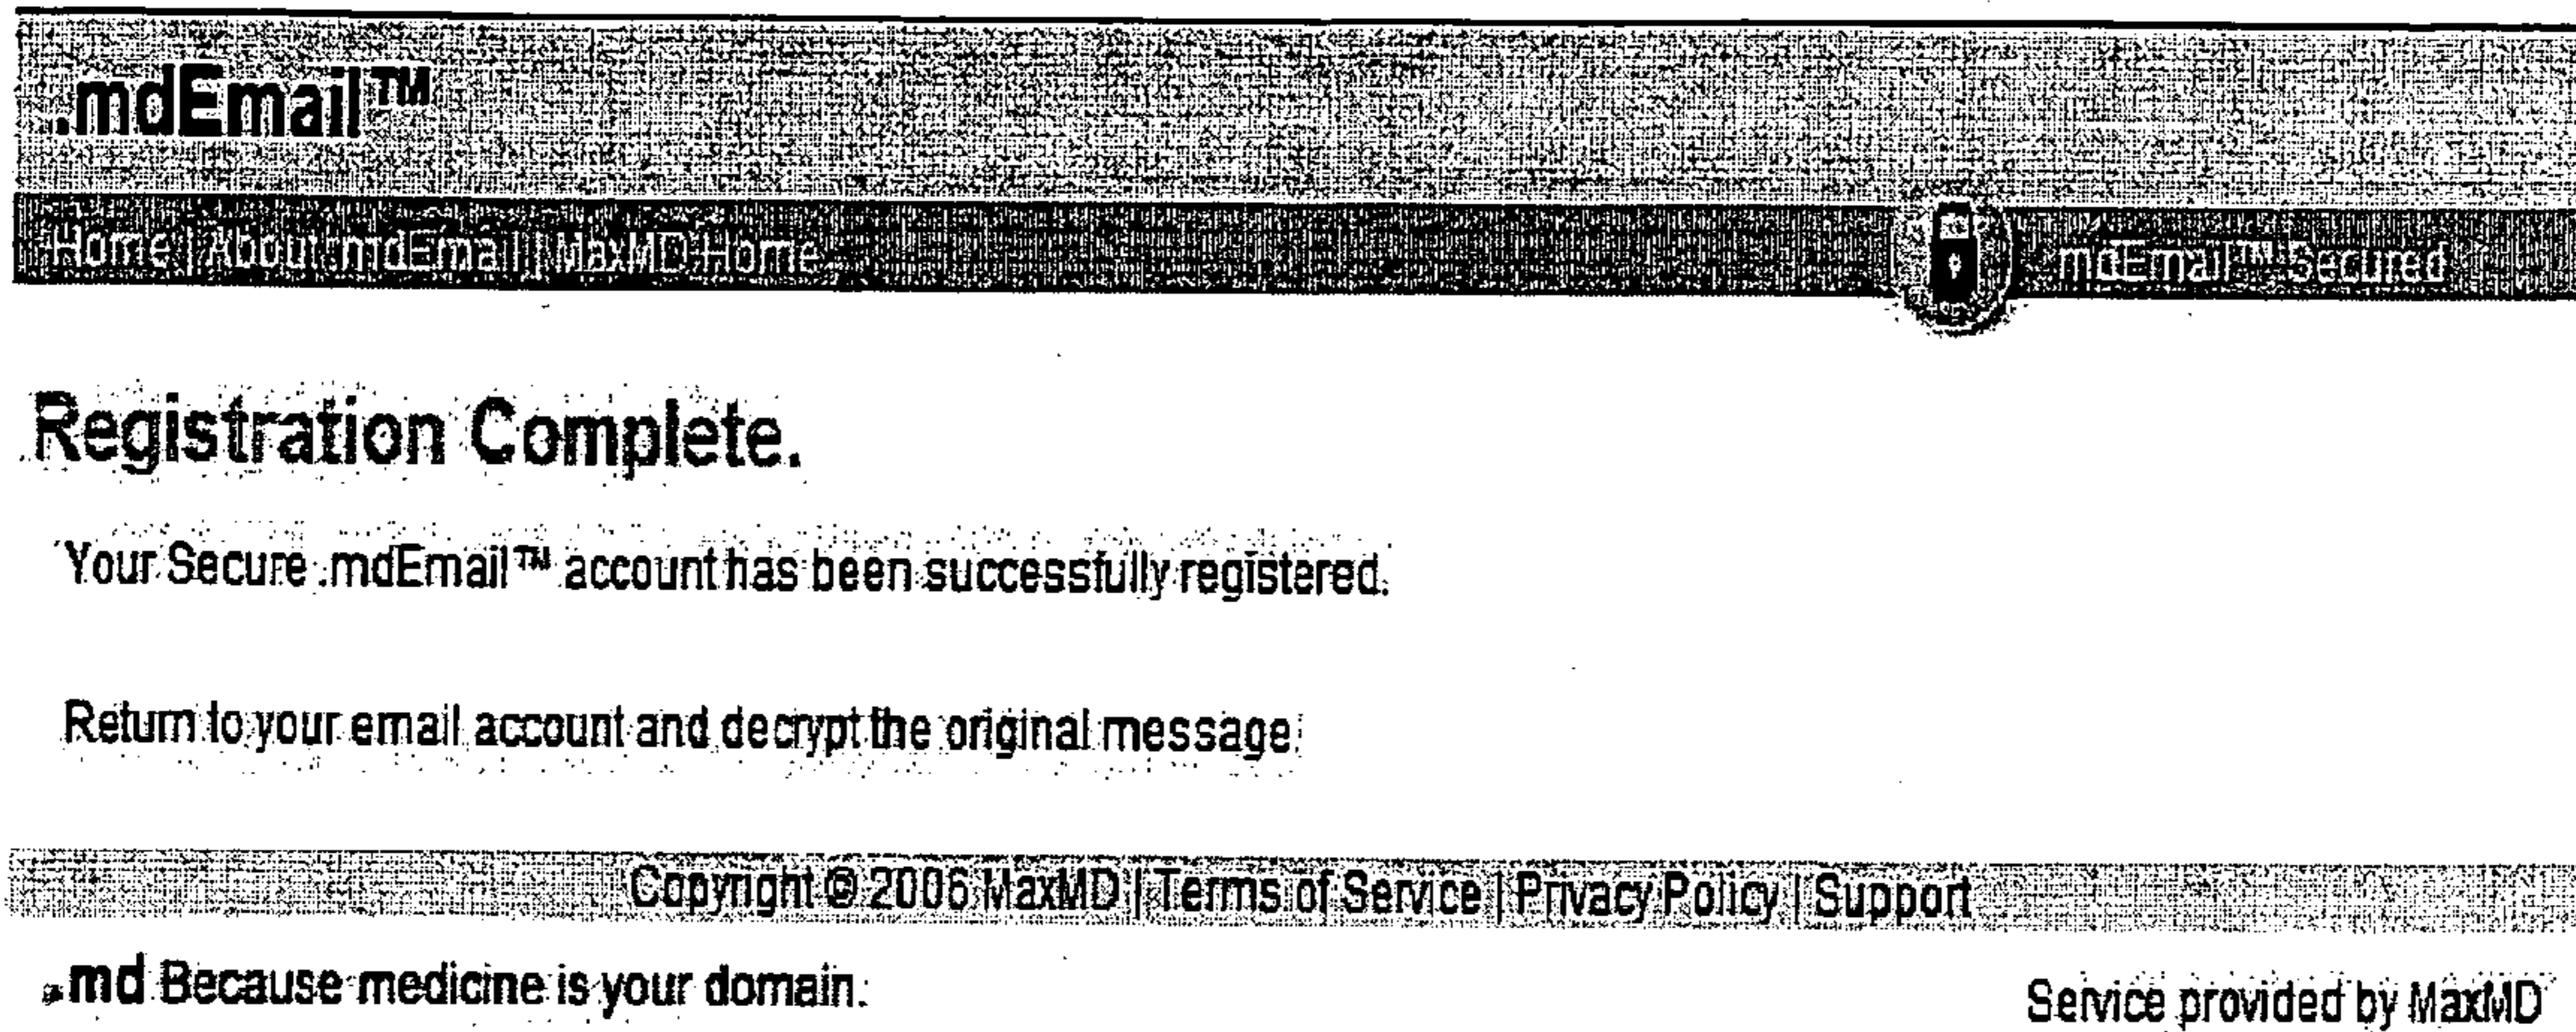 .mdEmail™
Home | About .mdEmail | MaxMD Home
.mdEmail™ Secured
Registration Complete.
Your Secure .mdEmail™ account has been successfully registered.
Return to your email account and decrypt the original message.
Copyright © 2006 MaxMD | Terms of Service | Privacy Policy | Support
.md Because medicine is your domain.
Service provided by MaxMD